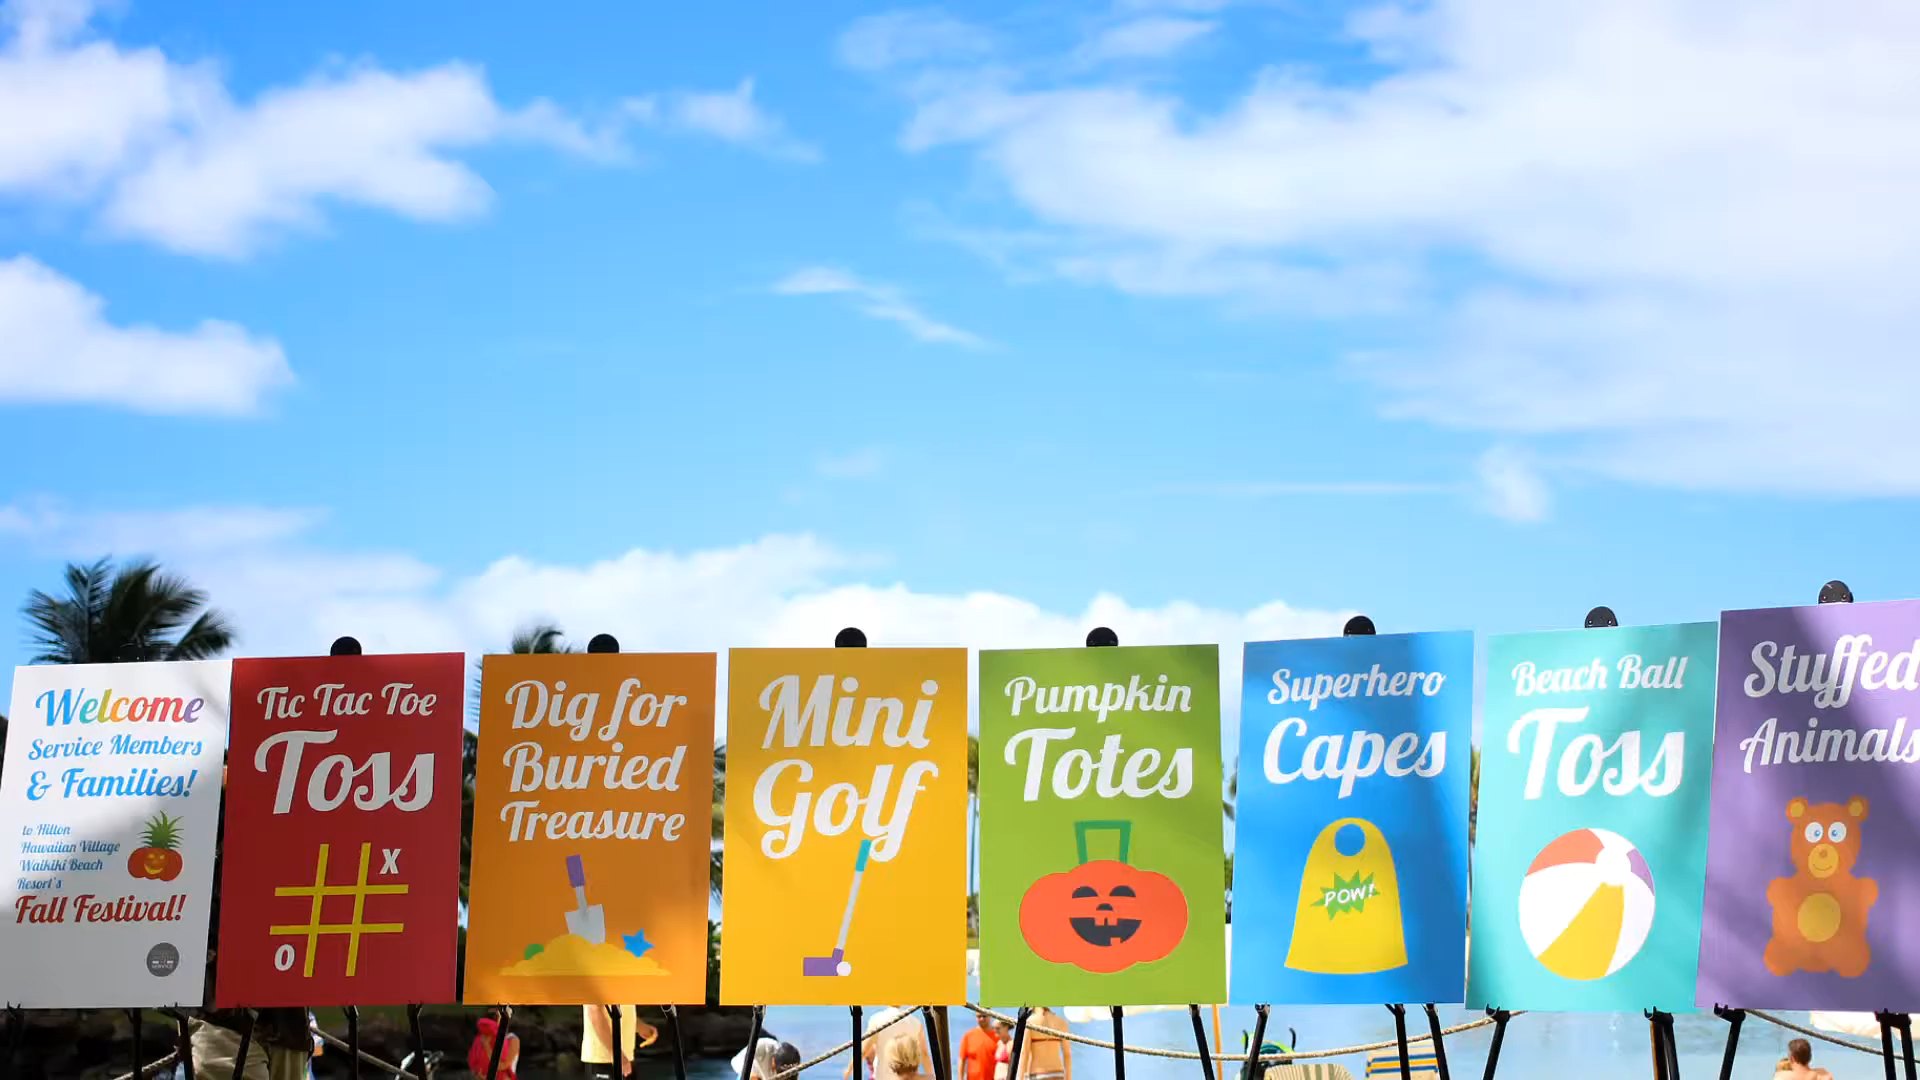 Welcome
Service Members
& Families!
to Hilton
Hawaiian Village
Waikiki Beach
Resort's
Fall Festival!
SERVICE
Tic Tac Toe
Toss
X
O
Dig for
Buried
Treasure
Mini
Golf
Pumpkin
Totes
Superhero
Capes
POW!
Beach Ball
Toss
Stuffed
Animals